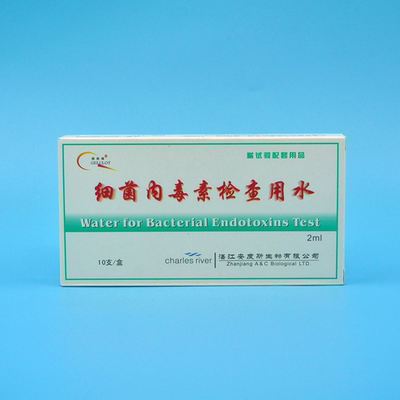 鲎试验配套用品
细菌内毒素检查用水
Water for Bacterial Endotoxins Test
2ml
10支/盒
charles river
湛江安度斯生物有限公司
Zhanjiang A&C Biological LTD.